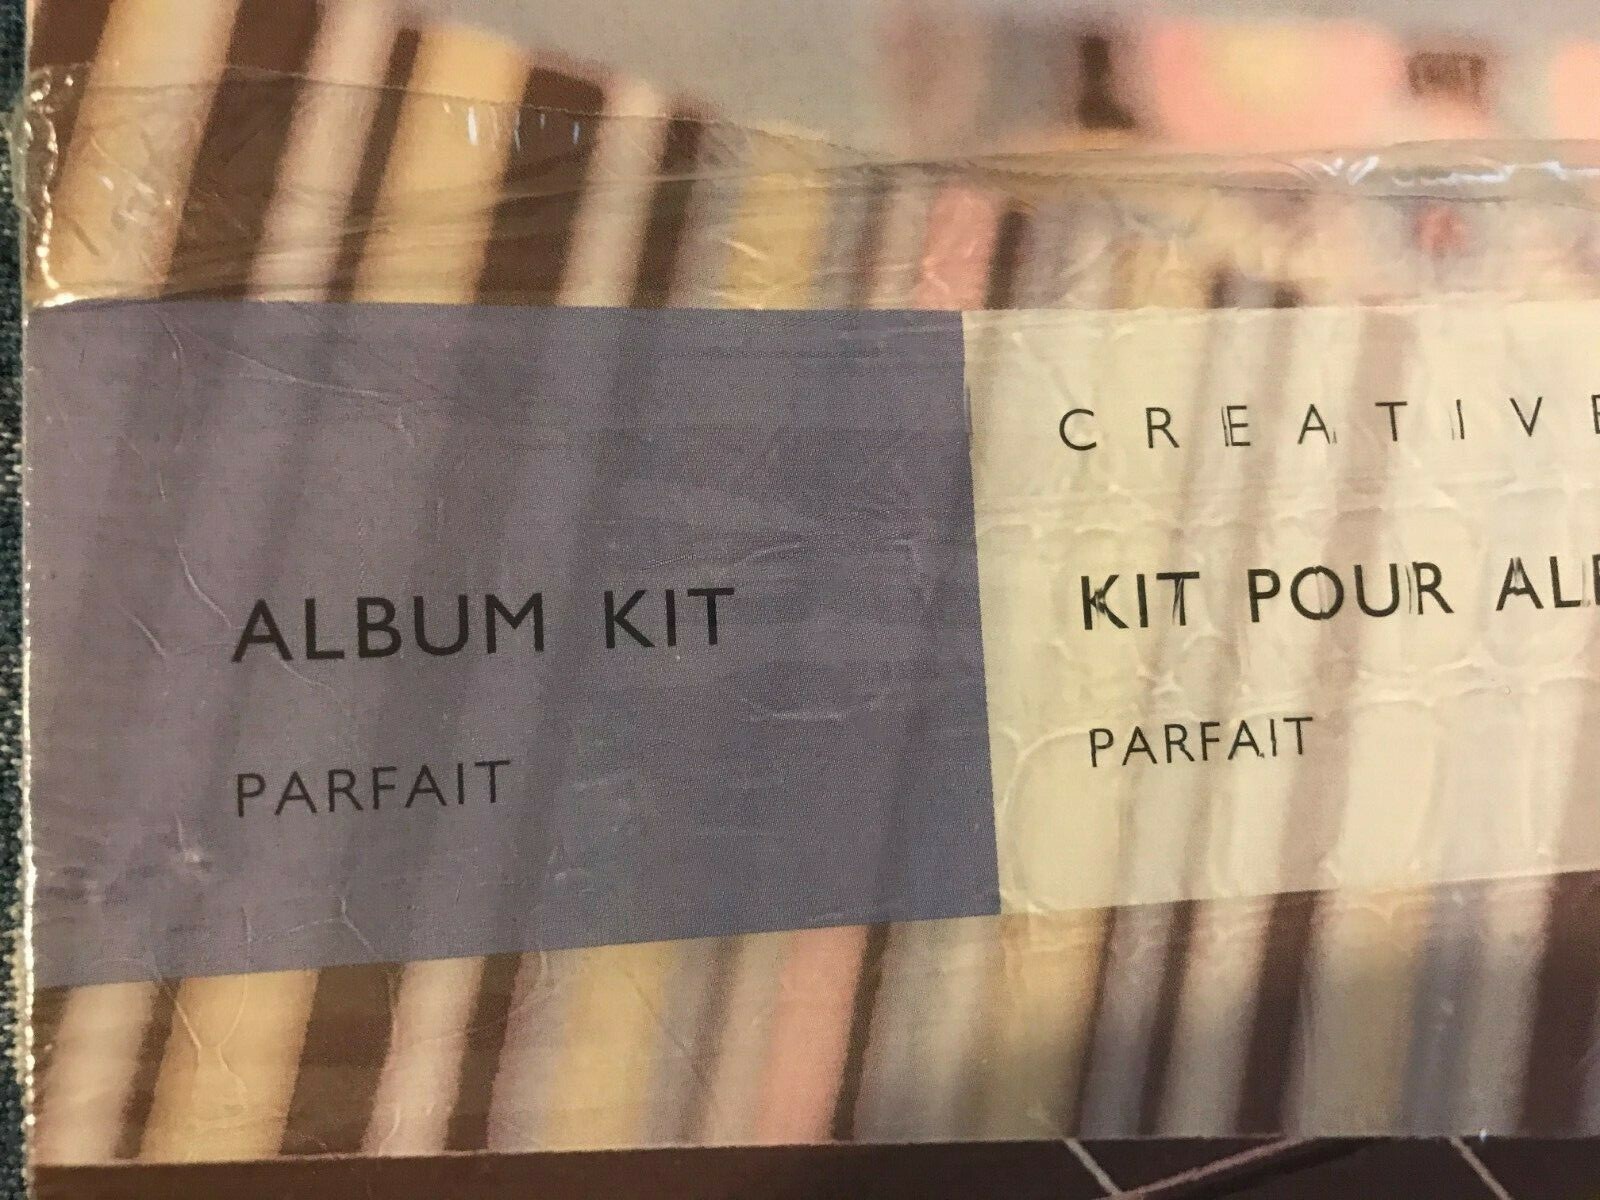 ALBUM KIT
PARFAIT
CREATIVE
KIT POUR
PARFAIT